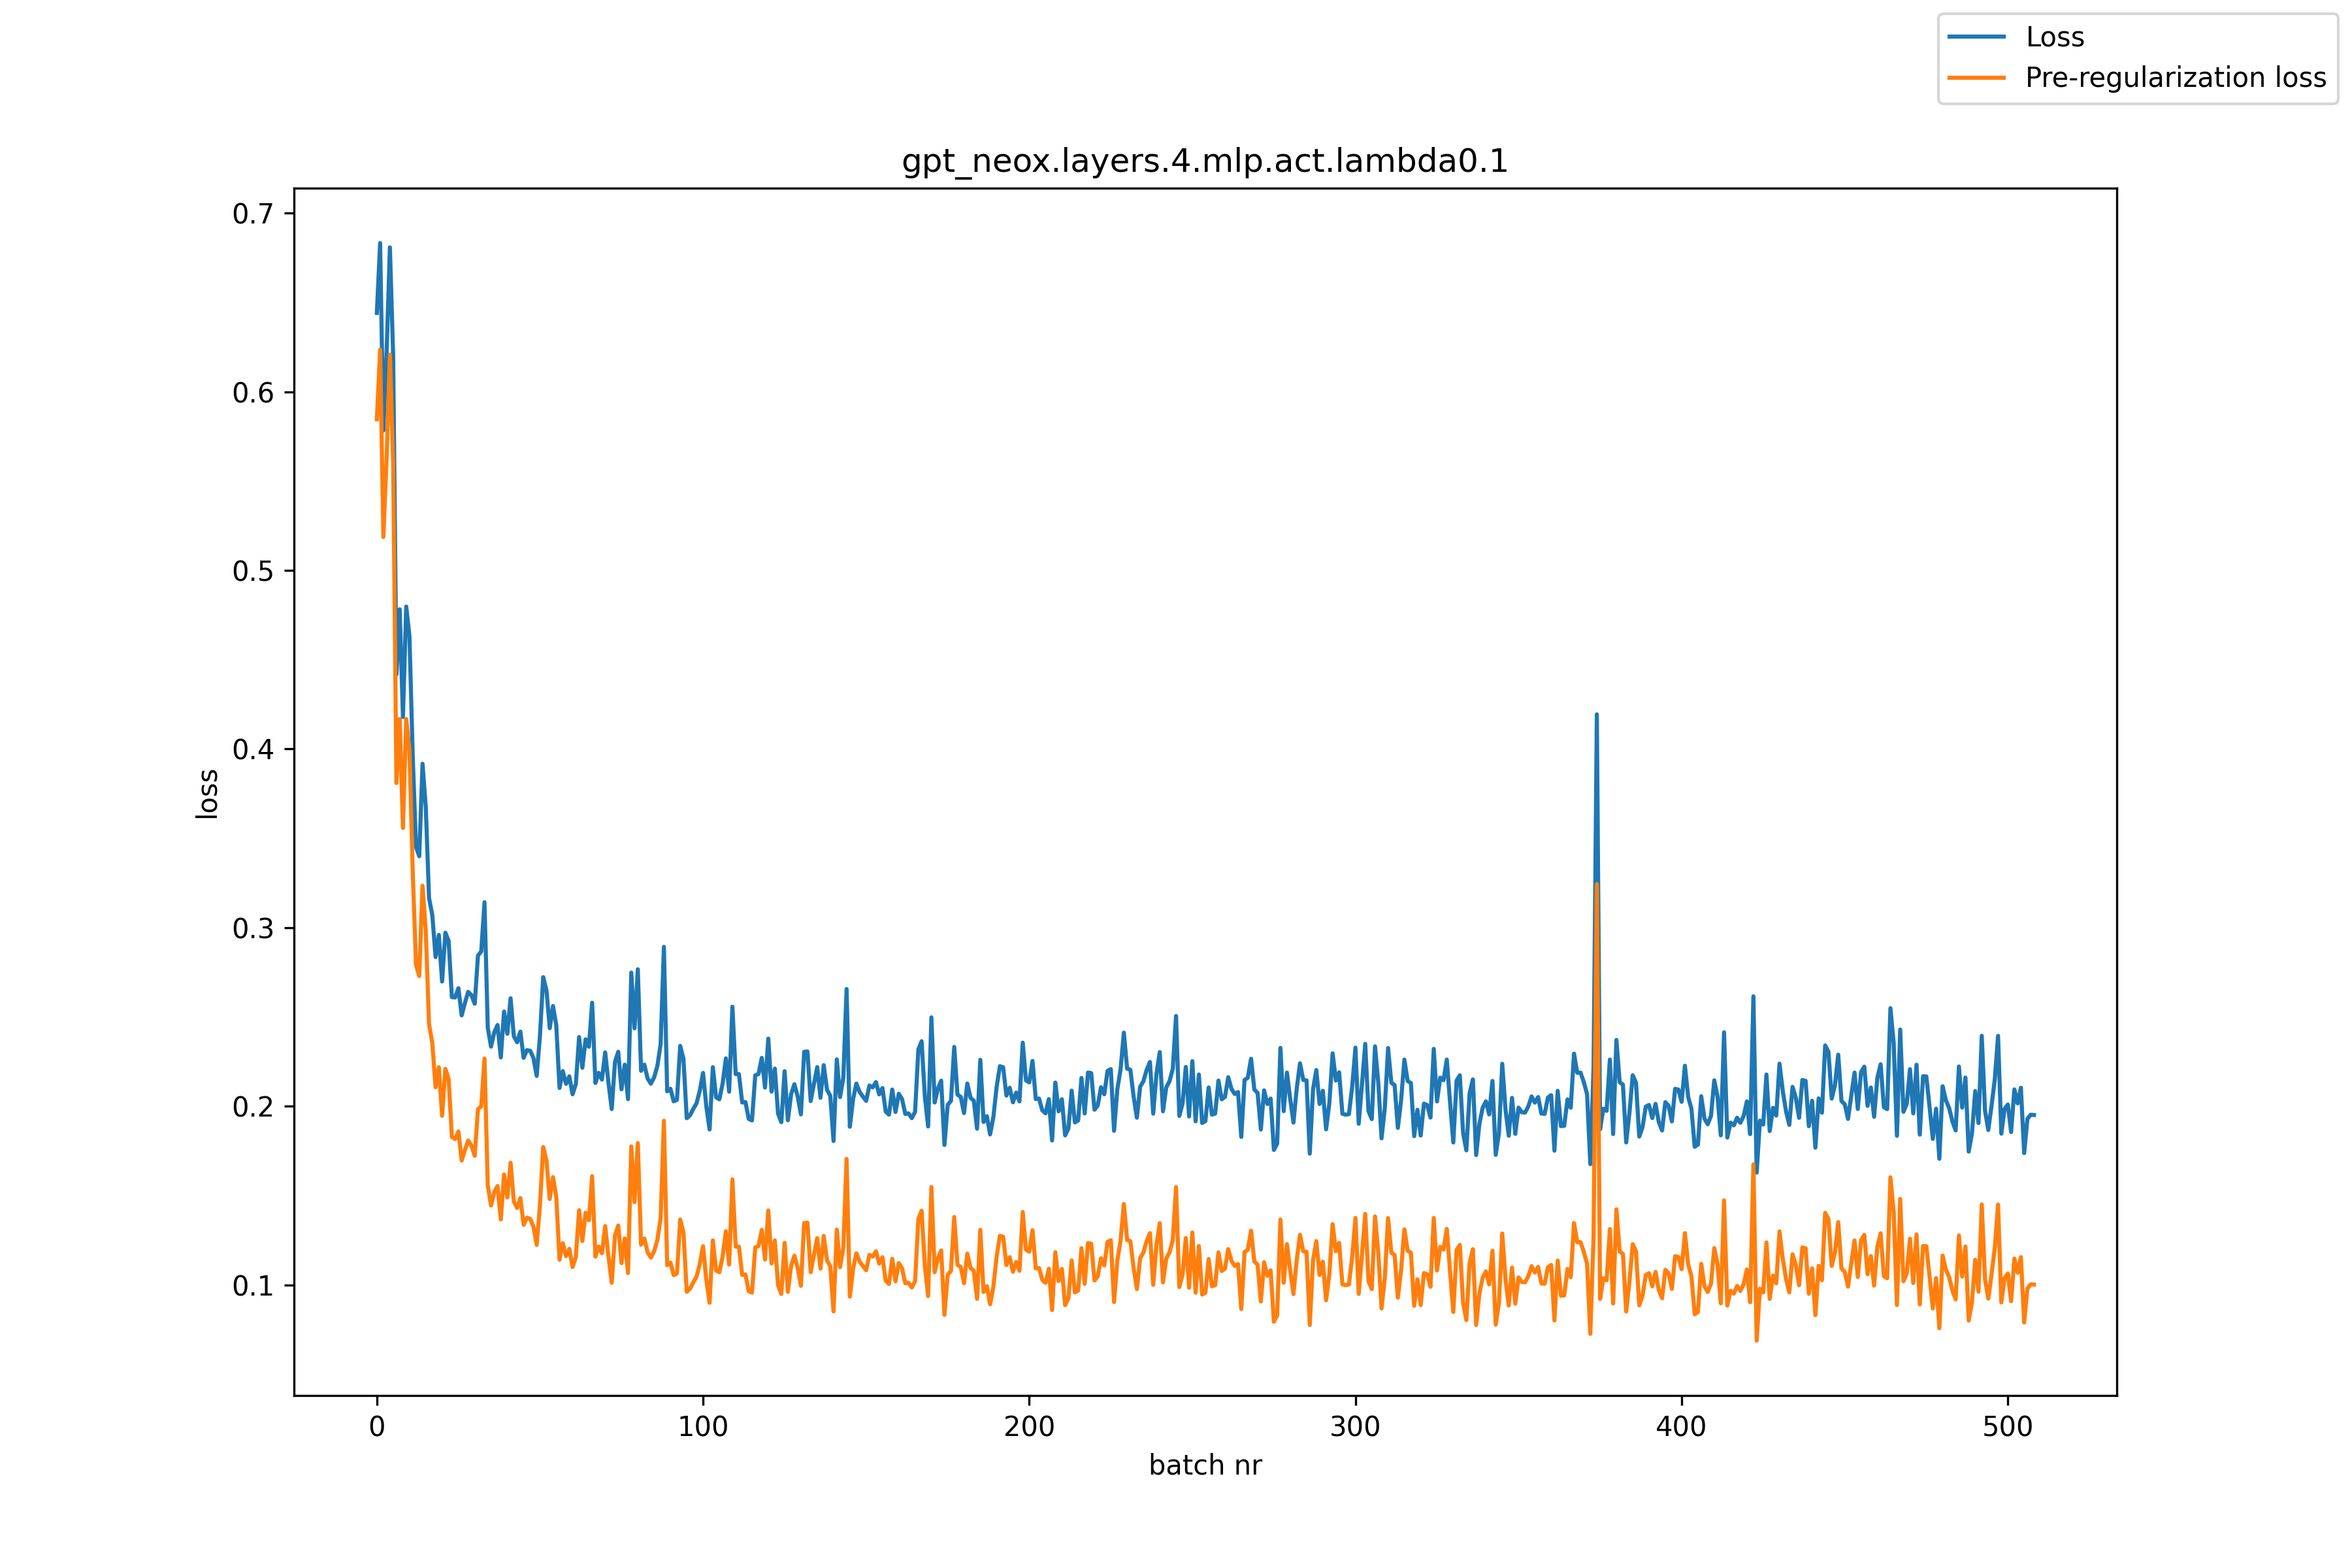 Loss
Pre-regularization loss
gpt_neox.layers.4.mlp.act.lambda0.1
0.7
0.6
0.5
0.4
0.3
0.2
0.1
loss
0 100 200 300 400 500
batch nr